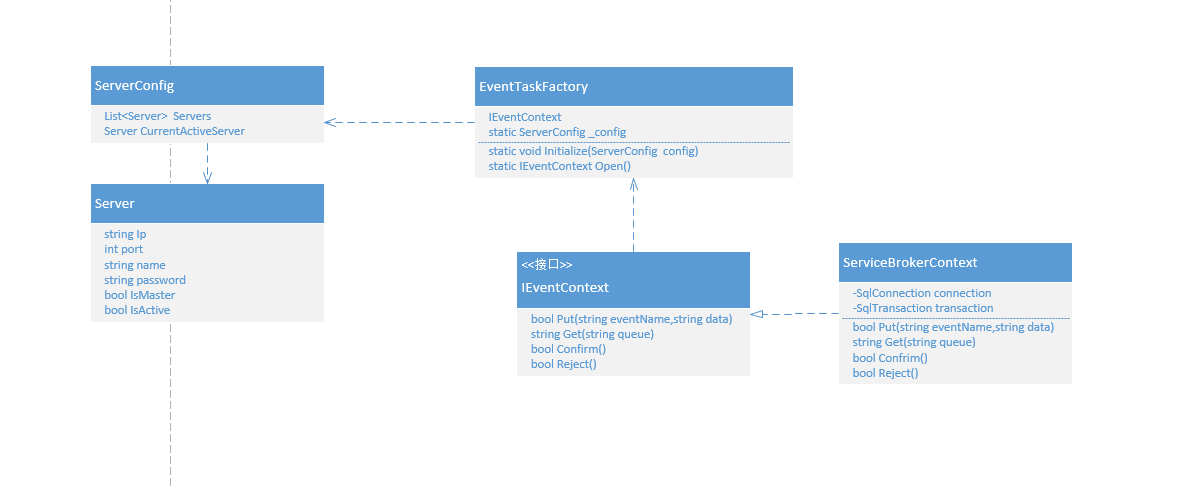 ServerConfig
List<Server> Servers
Server CurrentActiveServer
Server
string Ip
int port
string name
string password
bool IsMaster
bool IsActive
EventTaskFactory
IEventContext
static ServerConfig _config
static void Initialize(ServerConfig config)
static IEventContext Open()
<<接口>>
IEventContext
bool Put(string eventName,string data)
string Get(string queue)
bool Confirm()
bool Reject()
ServiceBrokerContext
-SqlConnection connection
-SqlTransaction transaction
bool Put(string eventName,string data)
string Get(string queue)
bool Confrim()
bool Reject()